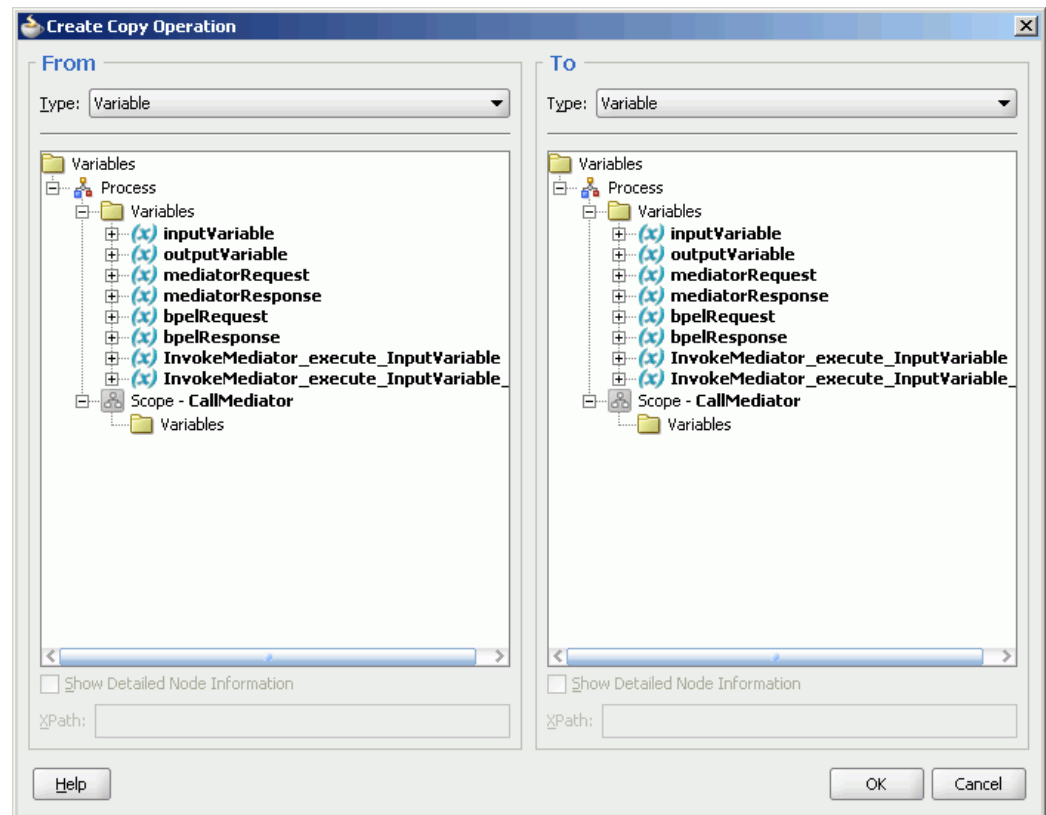 Create Copy Operation
From
Type: Variable
Variables
Process
Variables
(x) inputVariable
(x) outputVariable
(x) mediatorRequest
(x) mediatorResponse
(x) bpelRequest
(x) bpelResponse
(x) InvokeMediator_execute_InputVariable
(x) InvokeMediator_execute_InputVariable_
Scope - CallMediator
Variables
Show Detailed Node Information
XPath:
To
Type: Variable
Variables
Process
Variables
(x) inputVariable
(x) outputVariable
(x) mediatorRequest
(x) mediatorResponse
(x) bpelRequest
(x) bpelResponse
(x) InvokeMediator_execute_InputVariable
(x) InvokeMediator_execute_InputVariable_
Scope - CallMediator
Variables
Show Detailed Node Information
XPath:
Help
OK
Cancel